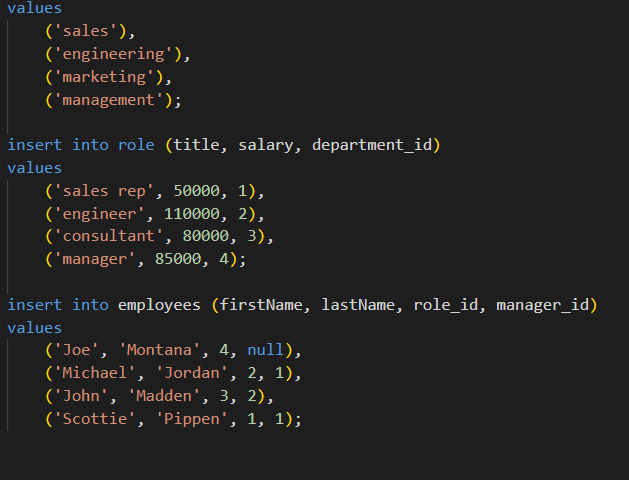 values
('sales'),
('engineering'),
('marketing'),
('management');
insert into role (title, salary, department_id)
values
('sales rep', 50000, 1),
('engineer', 110000, 2),
('consultant', 80000, 3),
('manager', 85000, 4);
insert into employees (firstName, lastName, role_id, manager_id)
values
('Joe', 'Montana', 4, null),
('Michael', 'Jordan', 2, 1),
('John', 'Madden', 3, 2),
('Scottie', 'Pippen', 1, 1);